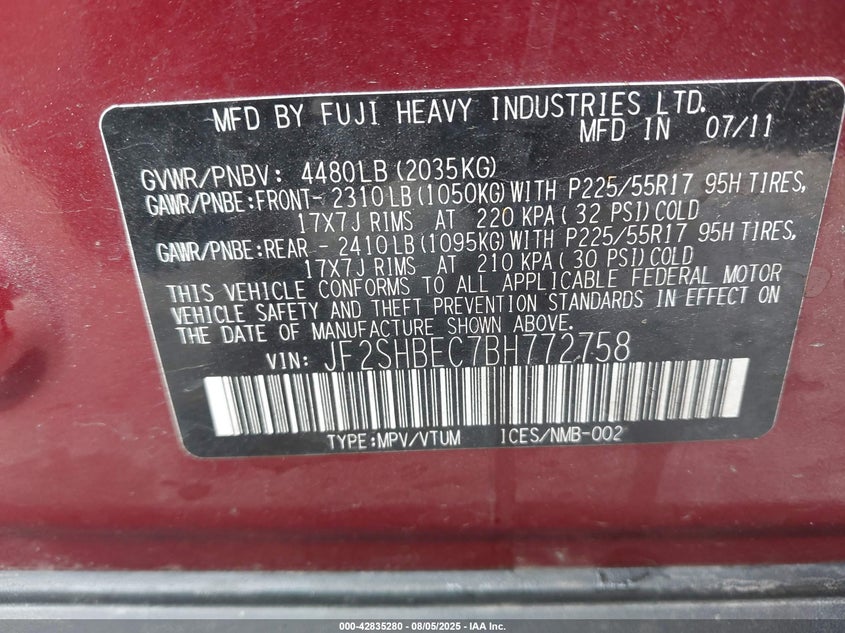 MFD BY FUJI HEAVY INDUSTRIES LTD.
MFD IN 07/11
GVWR/PNBV: 4480LB(2035KG)
GAWR/PNBE:FRONT- 2310LB(1050KG)WITH P225/55R17 95H TIRES,
17X7J RIMS AT 220 KPA( 32 PSI)COLD
GAWR/PNBE:REAR - 2410LB(1095KG)WITH P225/55R17 95H TIRES,
17X7J RIMS AT 210 KPA( 30 PSI)COLD
THIS VEHICLE CONFORMS TO ALL APPLICABLE FEDERAL MOTOR
VEHICLE SAFETY AND THEFT PREVENTION STANDARDS IN EFFECT ON
THE DATE OF MANUFACTURE SHOWN ABOVE.
VIN: JF2SHBEC7BH772758
TYPE:MPV/VTUM ICES/NMB-002
000-42835280 - 08/05/2025 - IAA Inc.